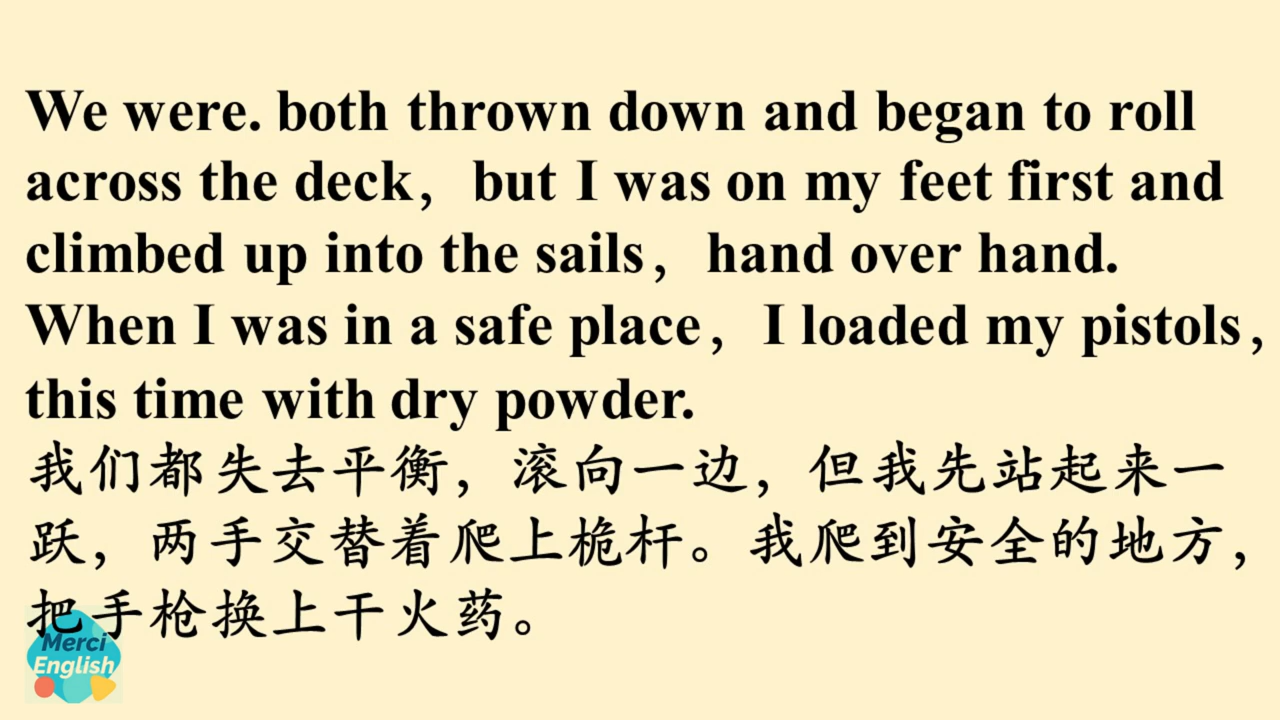 We were. both thrown down and began to roll
across the deck，but I was on my feet first and
climbed up into the sails，hand over hand.
When I was in a safe place，I loaded my pistols，
this time with dry powder.
我们都失去平衡，滚向一边，但我先站起来一
跃，两手交替着爬上桅杆。我爬到安全的地方，
把手枪换上干火药。
Merci
English